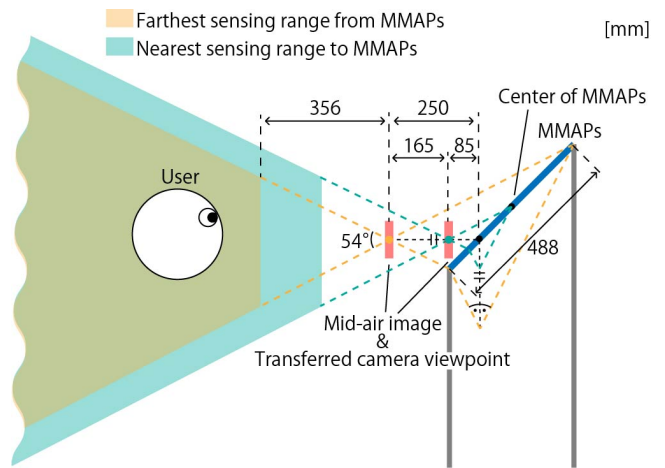 Farthest sensing range from MMAPs
Nearest sensing range to MMAPs
[mm]
356
250
165
85
Center of MMAPs
MMAPs
User
54°
488
Mid-air image
&
Transferred camera viewpoint